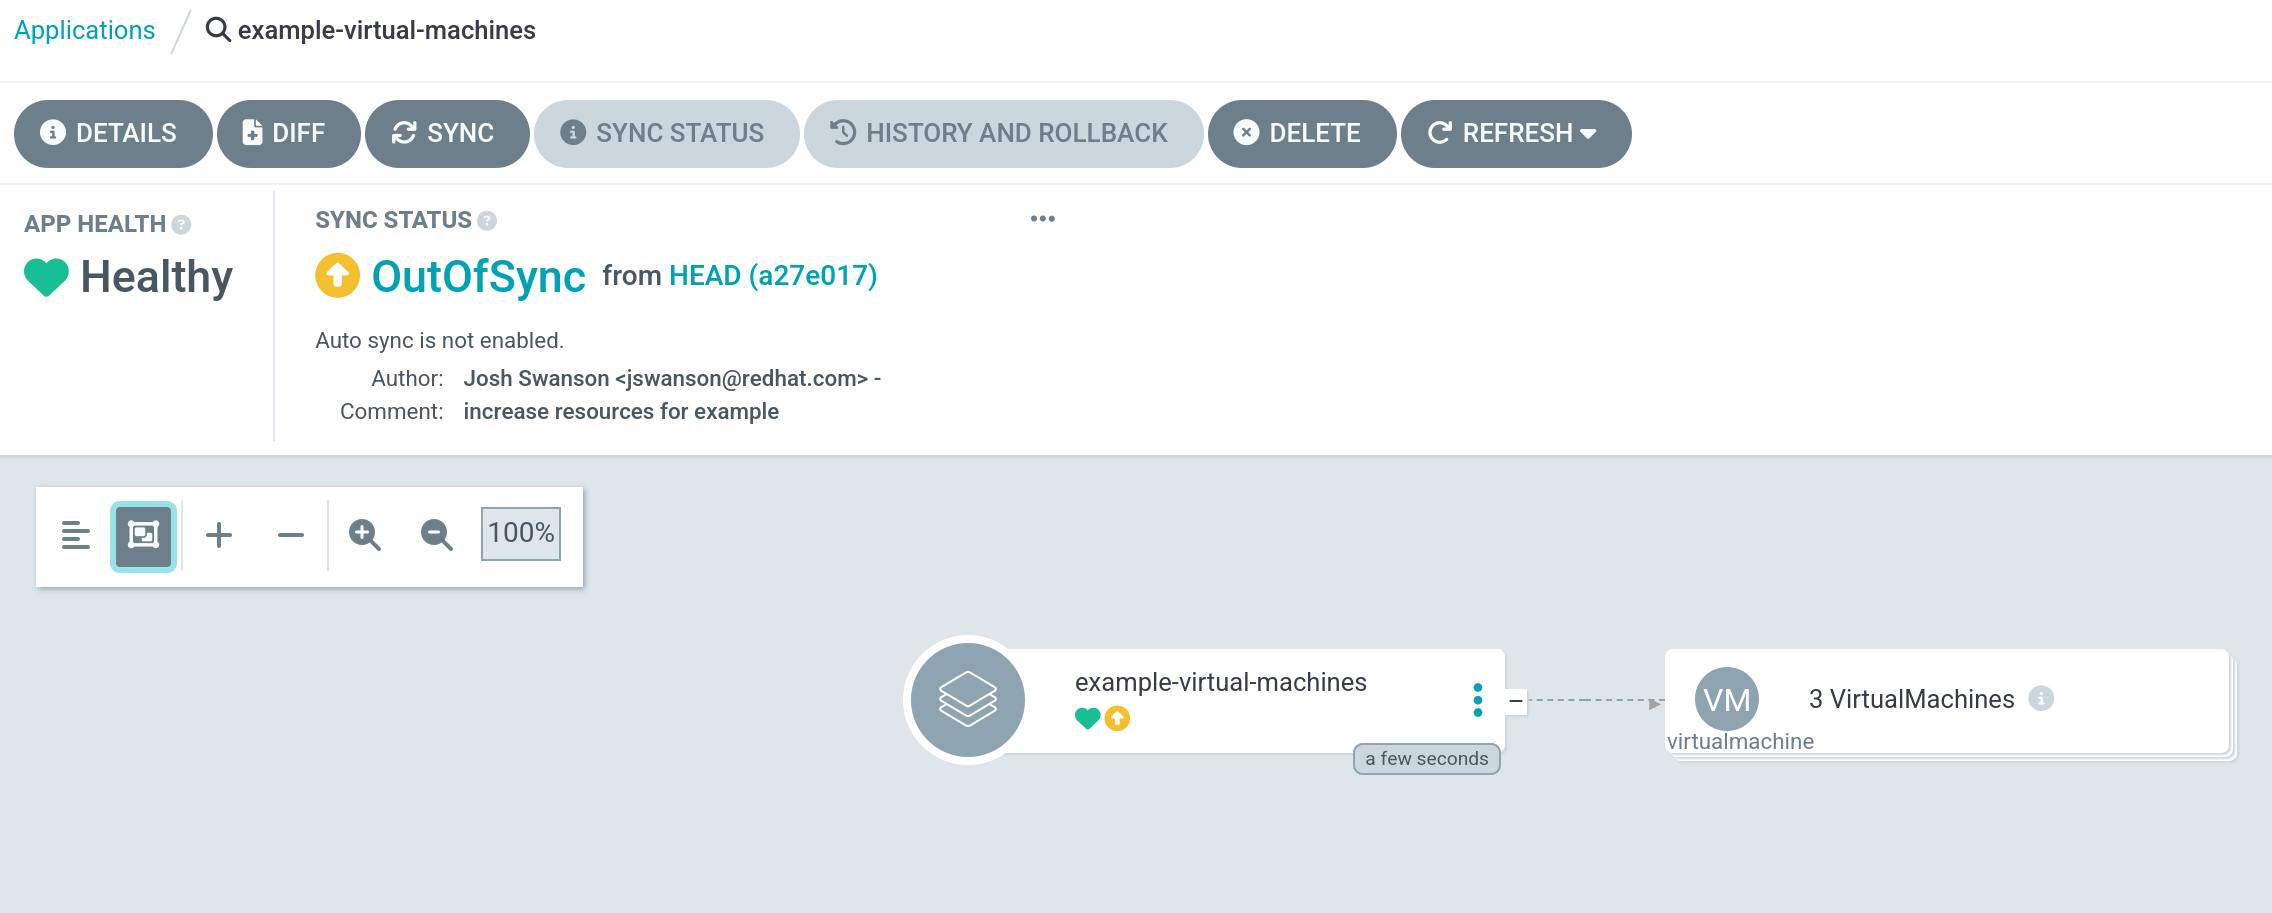 Applications / example-virtual-machines
DETAILS DIFF SYNC SYNC STATUS HISTORY AND ROLLBACK DELETE REFRESH
APP HEALTH
Healthy
SYNC STATUS
OutOfSync from HEAD (a27e017)
Auto sync is not enabled.
Author: Josh Swanson <jswanson@redhat.com> -
Comment: increase resources for example
100%
example-virtual-machines
a few seconds
VM
3 VirtualMachines
virtualmachine